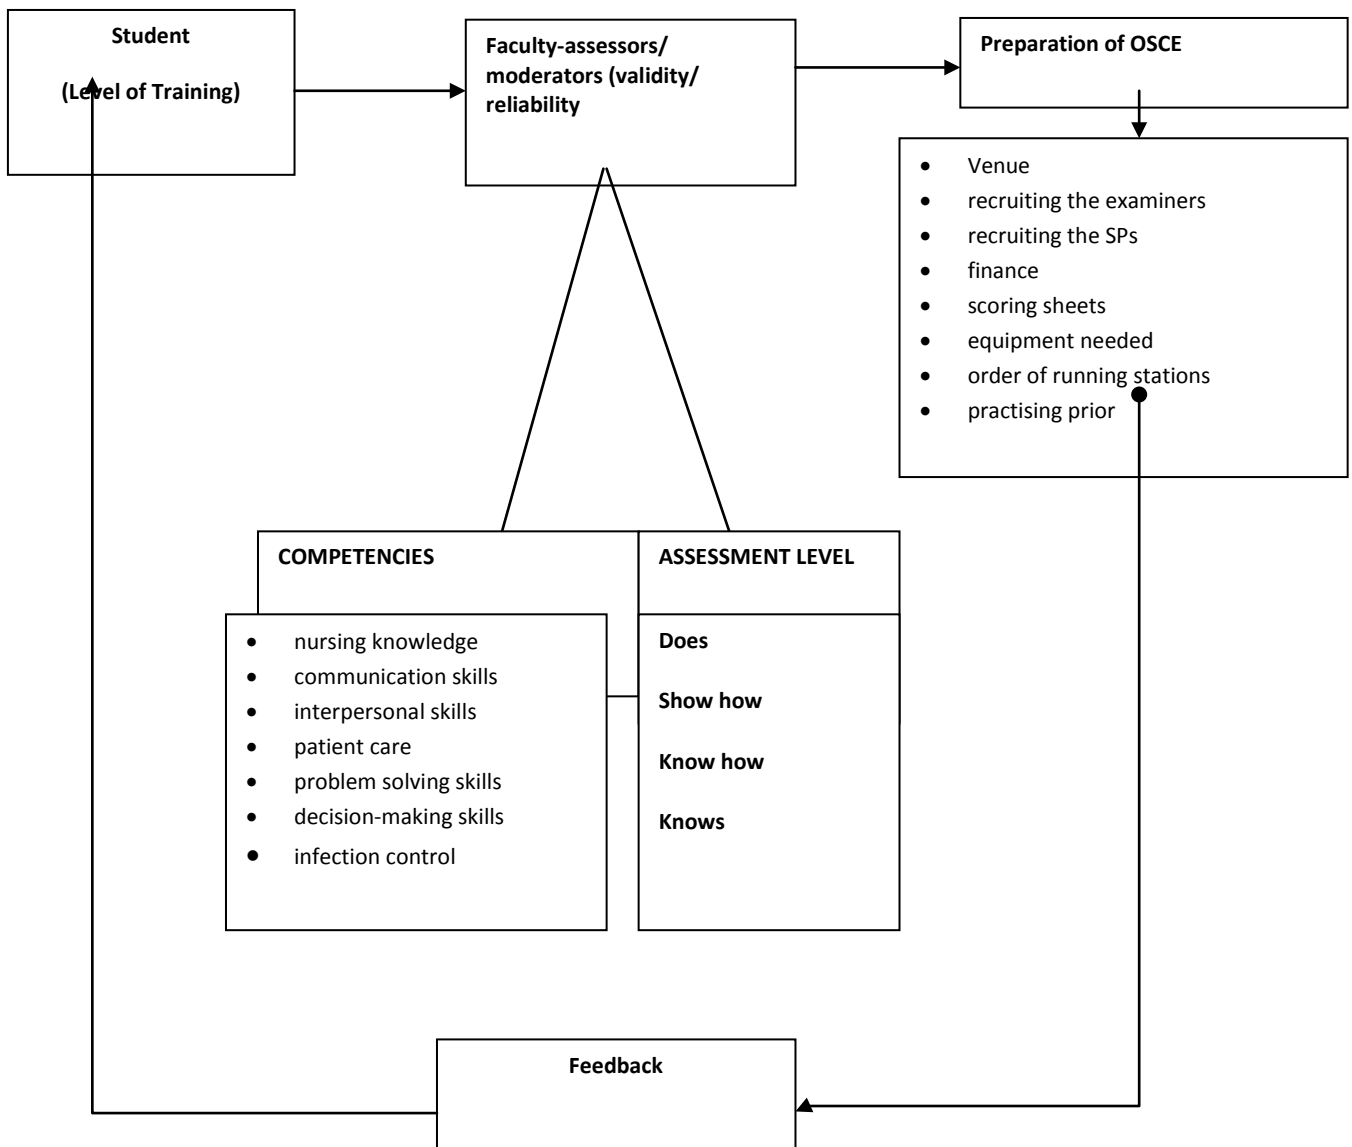 Student
(Level of Training)
Faculty-assessors/
moderators (validity/
reliability
Preparation of OSCE
• Venue
• recruiting the examiners
• recruiting the SPs
• finance
• scoring sheets
• equipment needed
• order of running stations
• practising prior
COMPETENCIES
• nursing knowledge
• communication skills
• interpersonal skills
• patient care
• problem solving skills
• decision-making skills
• infection control
ASSESSMENT LEVEL
Does
Show how
Know how
Knows
Feedback